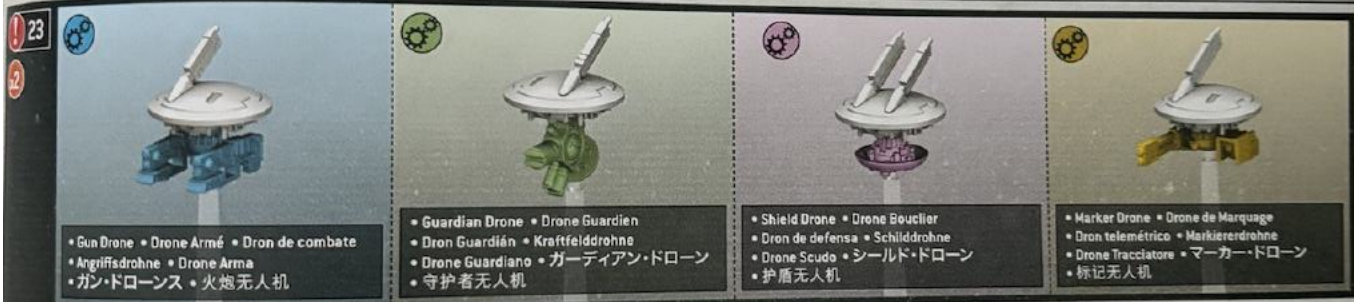 ! 23
x2
• Gun Drone • Drone Armé • Dron de combate
• Angriffsdrohne • Drone Arma
• ガン・ドローンス • 火炮无人机
• Guardian Drone • Drone Guardien
• Dron Guardián • Kraftfelddrohne
• Drone Guardiano • ガーディアン・ドローン
• 守护者无人机
• Shield Drone • Drone Bouclier
• Dron de defensa • Schilddrohne
• Drone Scudo • シールド・ドローン
• 护盾无人机
• Marker Drone • Drone de Marquage
• Dron telemétrico • Markiererdrohne
• Drone Tracciatore • マーカー・ドローン
• 标记无人机